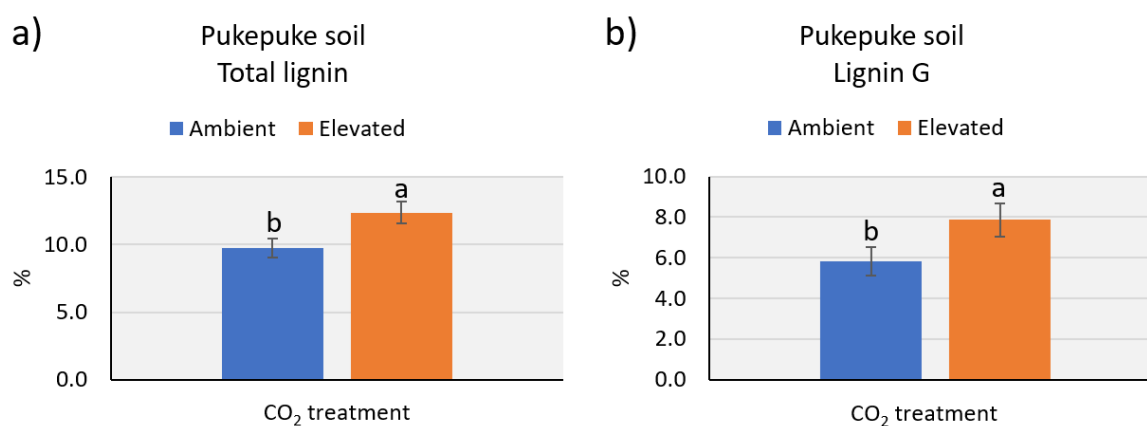 a)
Pukepuke soil
Total lignin
Ambient Elevated
15.0
10.0
5.0
0.0
%
b
a
CO₂ treatment
b)
Pukepuke soil
Lignin G
Ambient Elevated
10.0
8.0
6.0
4.0
2.0
0.0
%
b
a
CO₂ treatment